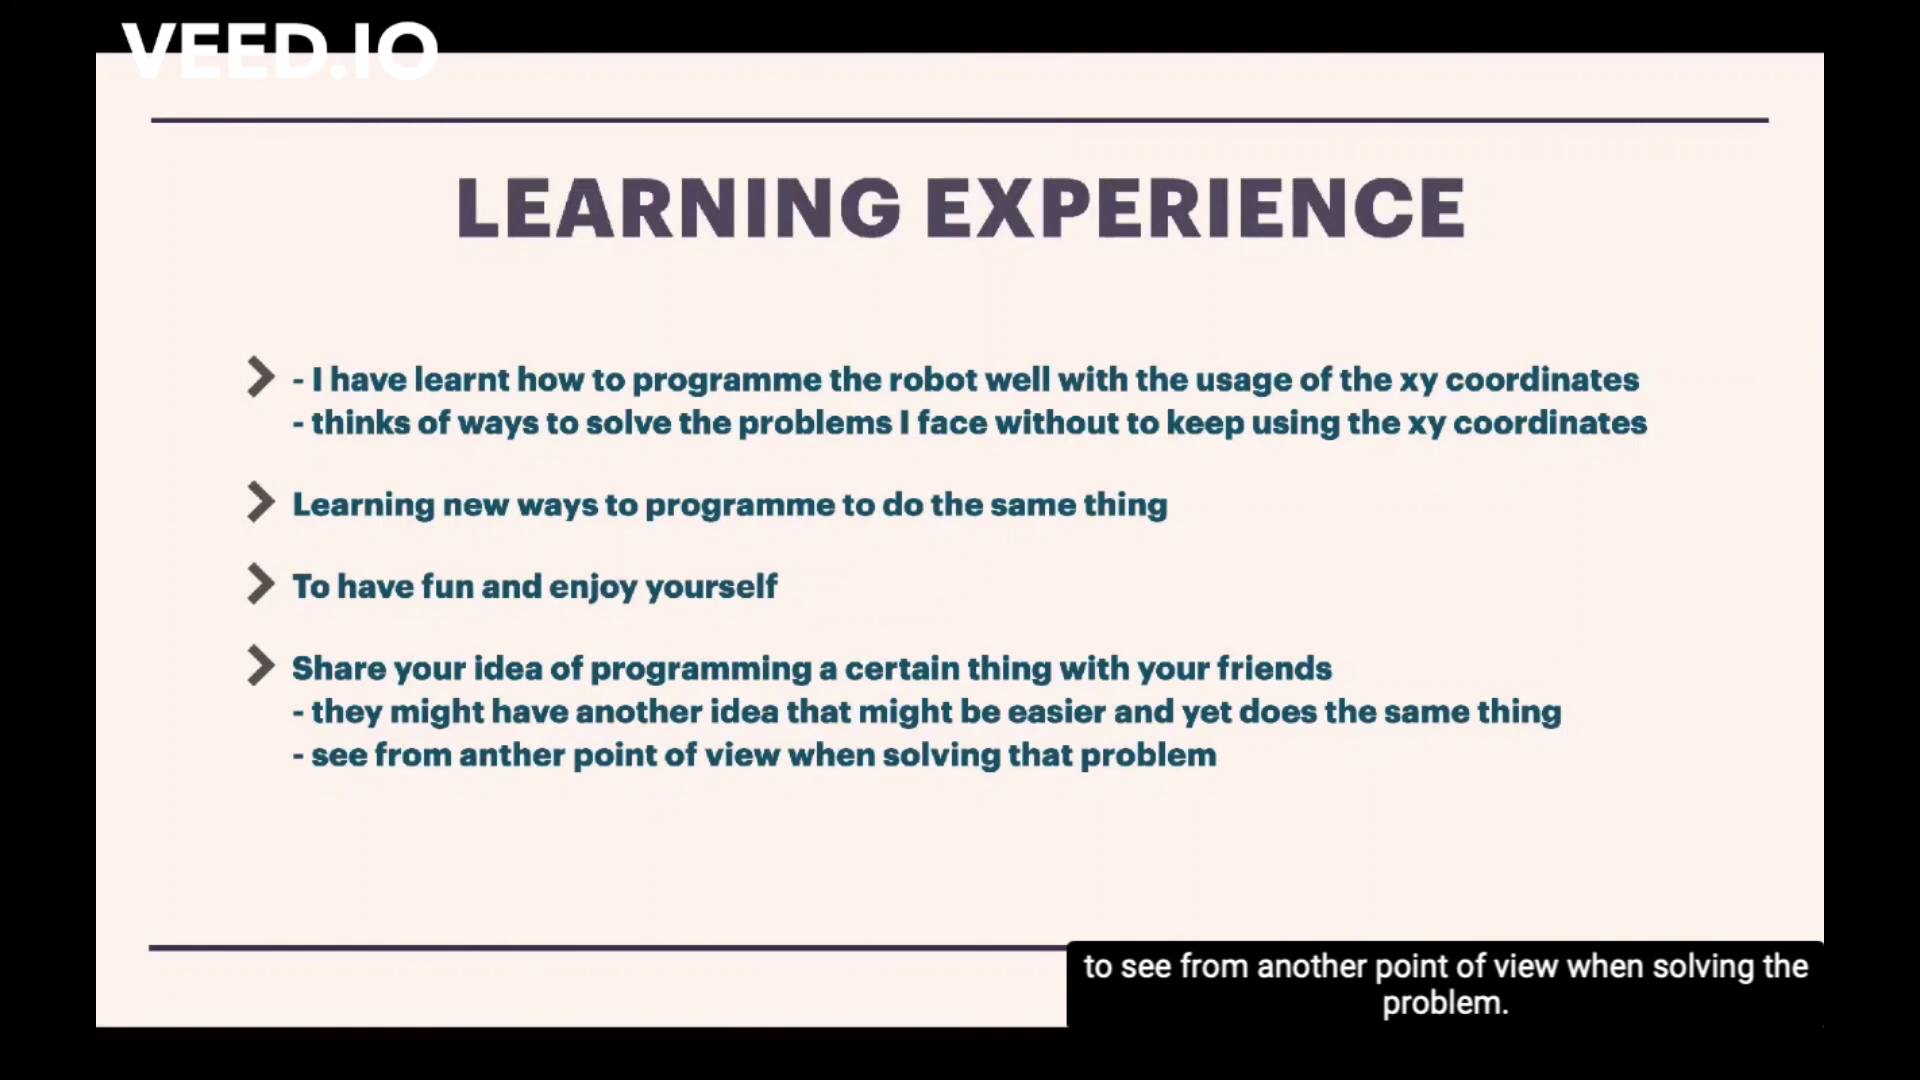 VEED.IO
LEARNING EXPERIENCE
- I have learnt how to programme the robot well with the usage of the xy coordinates
- thinks of ways to solve the problems I face without to keep using the xy coordinates
Learning new ways to programme to do the same thing
To have fun and enjoy yourself
Share your idea of programming a certain thing with your friends
- they might have another idea that might be easier and yet does the same thing
- see from anther point of view when solving that problem
to see from another point of view when solving the
problem.